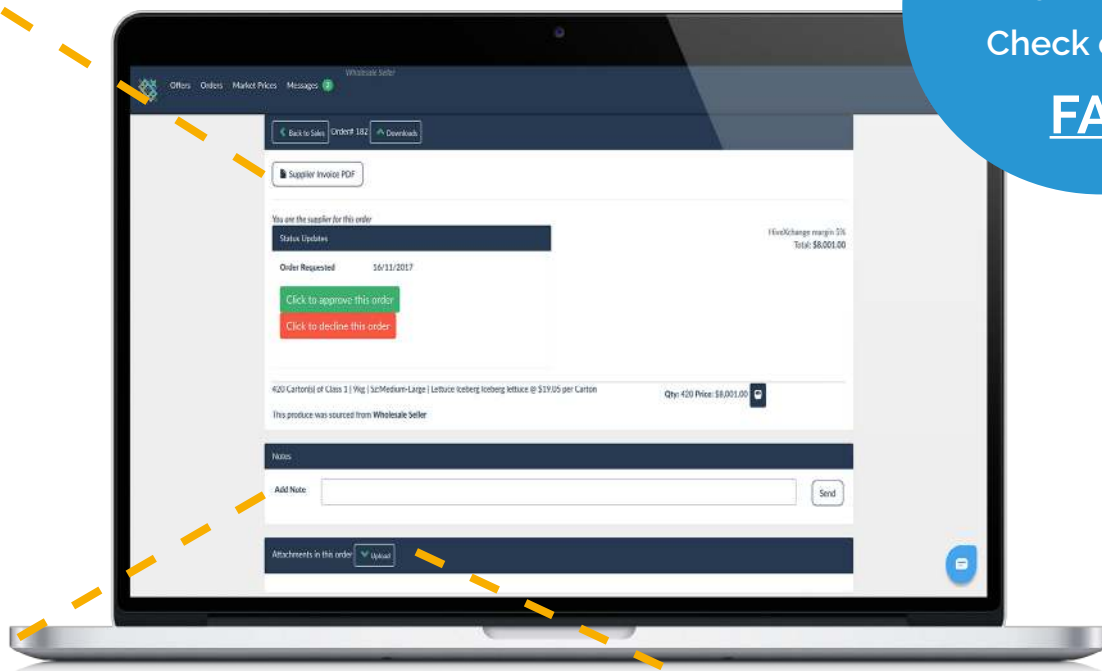 Check
FA
Wholesale Seller
Offers Orders Market Prices Messages 2
Back to Sales Order# 182 Downloads
Supplier Invoice PDF
You are the supplier for this order
Status Updates
HiveXchange margin 5%
Total: $8,001.00
Order Requested 16/11/2017
Click to approve this order
Click to decline this order
420 Carton(s) of Class 1 | 9kg | Sz:Medium-Large | Lettuce Iceberg Iceberg lettuce @ $19.05 per Carton
Qty: 420 Price: $8,001.00
This produce was sourced from Wholesale Seller
Notes
Add Note
Send
Attachments in this order Upload